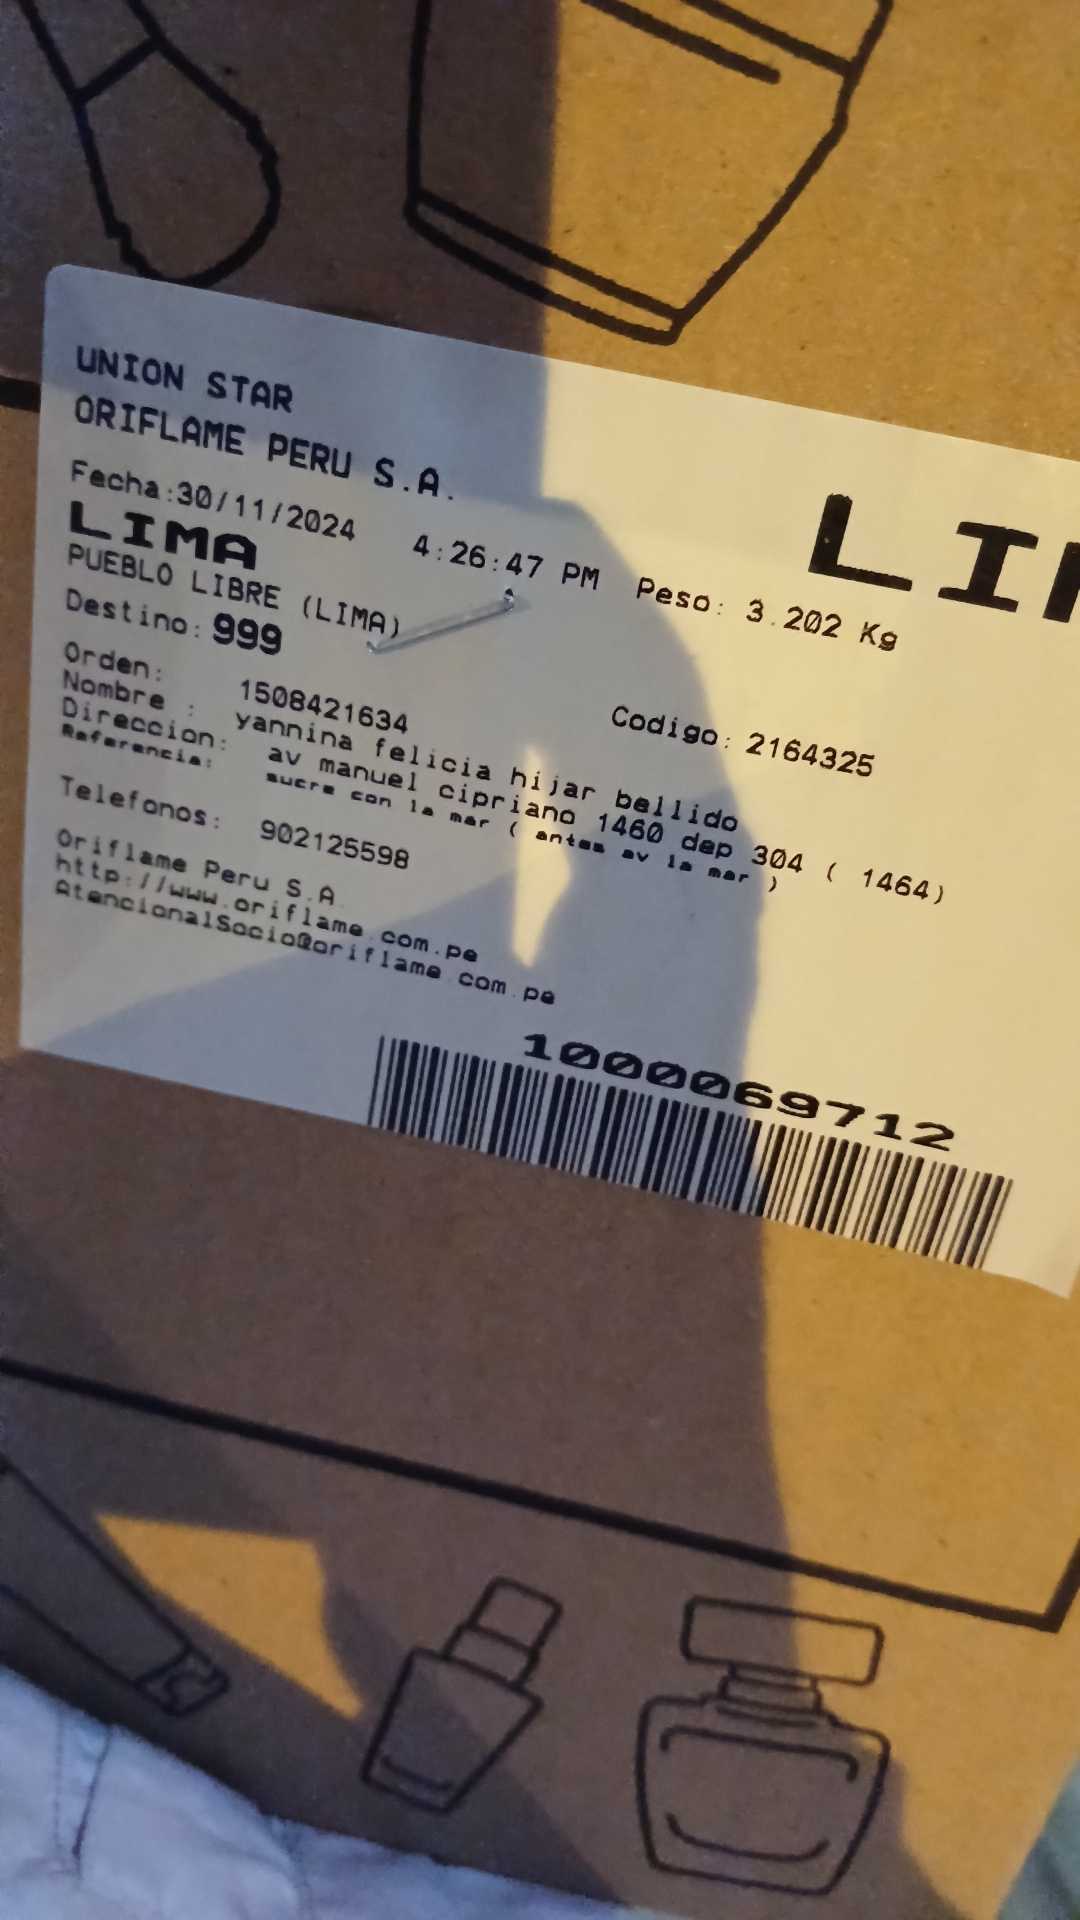 UNION STAR
ORIFLAME PERU S.A.
Fecha:30/11/2024 4:26:47 PM Peso: 3.202 Kg
LIMA
PUEBLO LIBRE (LIMA)
Destino: 999
Orden: 1508421634 Codigo: 2164325
Nombre : yannina felicia hijar bellido
Direccion: av manuel cipriano 1460 dep 304 ( 1464)
Referencia: sucre con la mar ( antes av la mar )
Telefonos: 902125598
Oriflame Peru S.A.
http://www.oriflame.com.pe
AtencionalSocio@oriflame.com.pe
1000069712